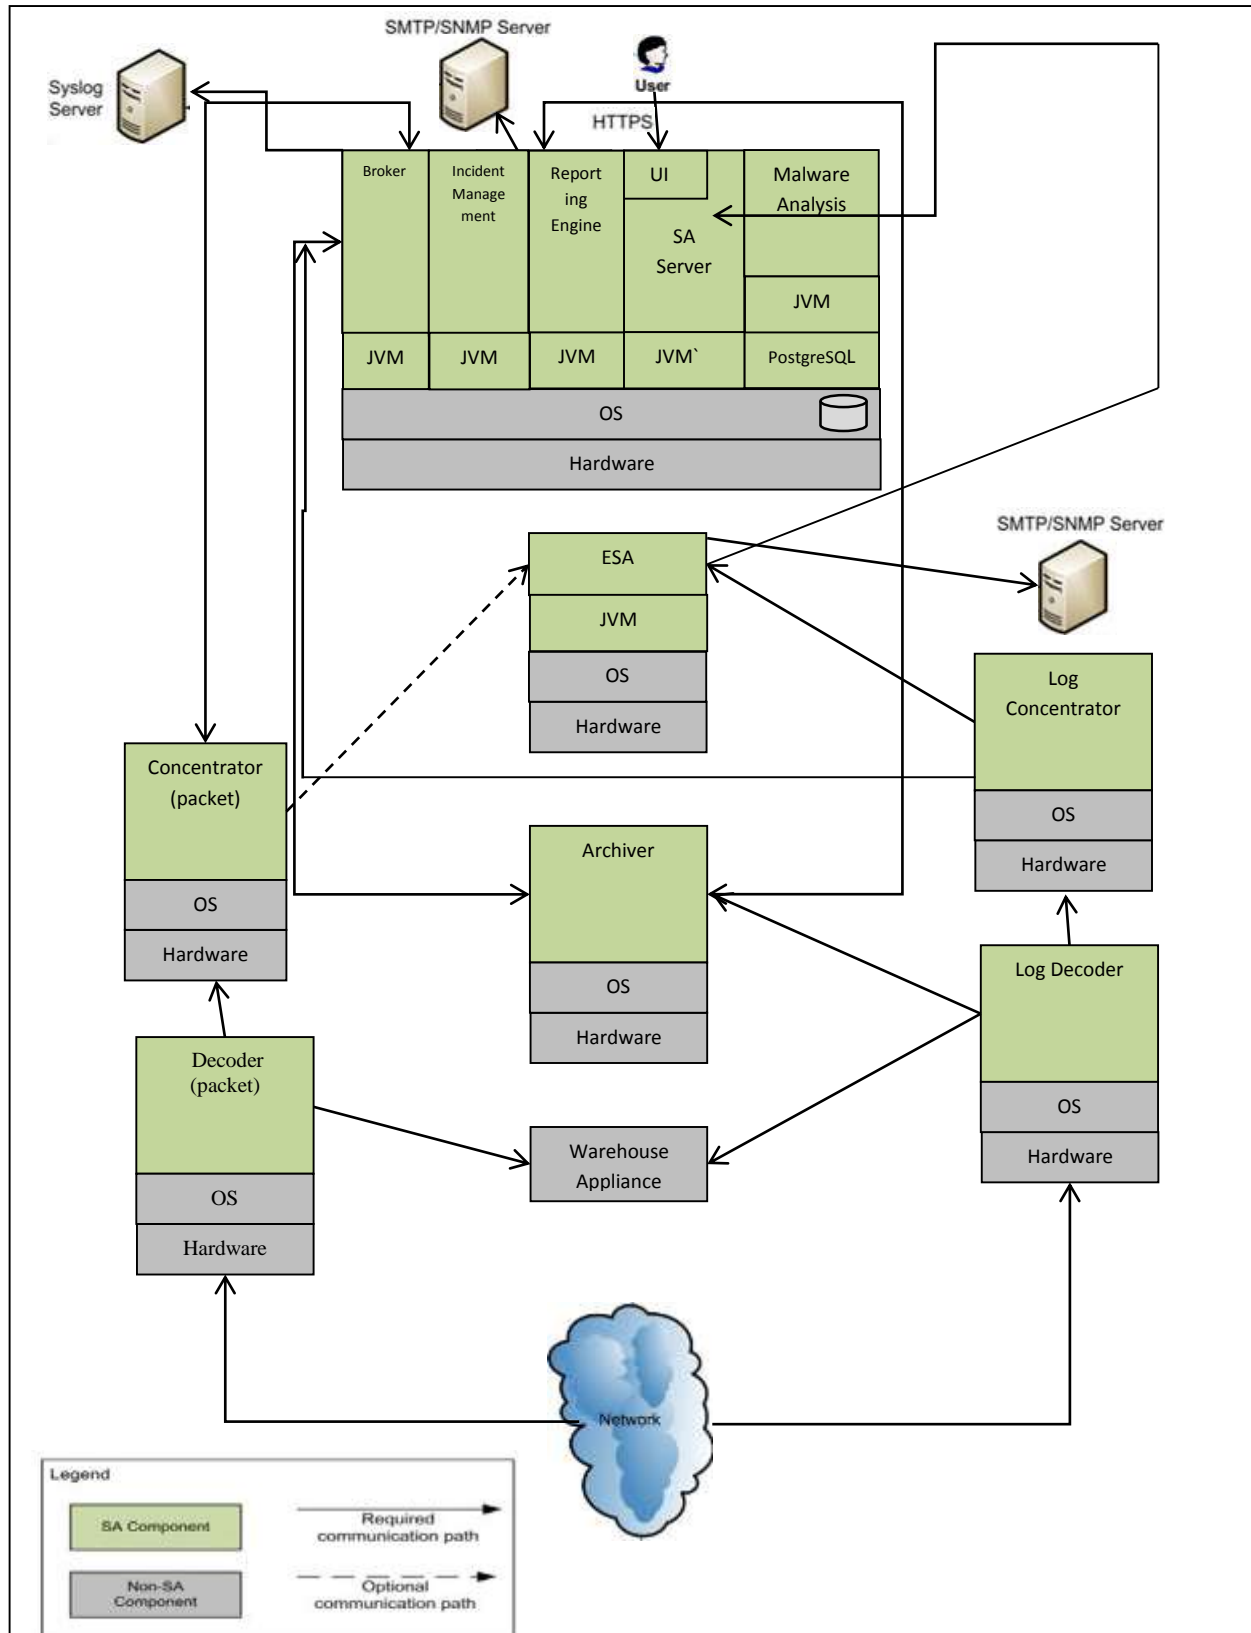 SMTP/SNMP Server
Syslog
Server
User
HTTPS
Broker
Incident
Manage
ment
Report
ing
Engine
UI
SA
Server
Malware
Analysis
JVM
JVM
JVM
JVM
JVM`
PostgreSQL
OS
Hardware
SMTP/SNMP Server
ESA
JVM
OS
Hardware
Log
Concentrator
OS
Hardware
Concentrator
(packet)
OS
Hardware
Archiver
OS
Hardware
Log Decoder
OS
Hardware
Decoder
(packet)
OS
Hardware
Warehouse
Appliance
Network
Legend
SA Component
Required
communication path
Non-SA
Component
Optional
communication path